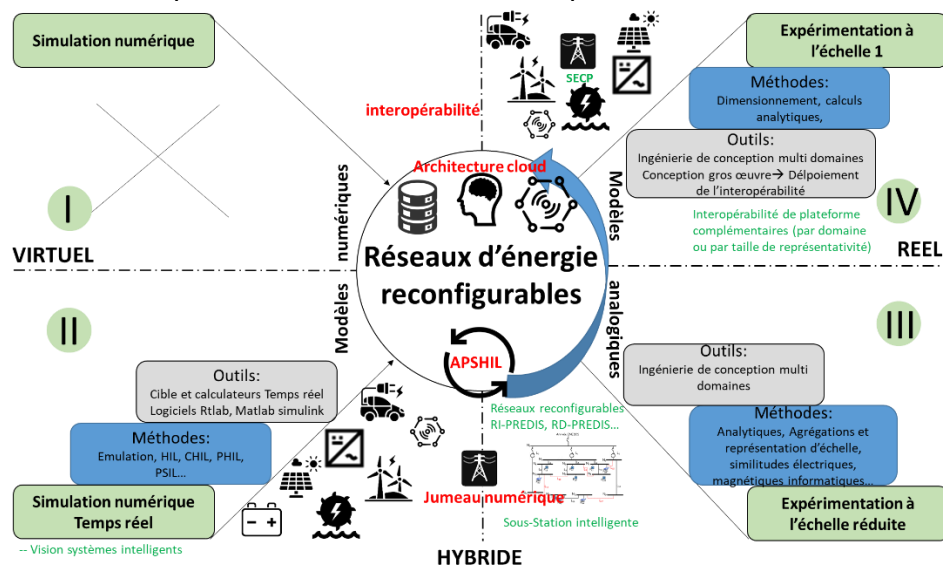 Simulation numérique
I
VIRTUEL
interopérabilité
SECP
Expérimentation à
l'échelle 1
Méthodes:
Dimensionnement, calculs
analytiques,
Outils:
Ingénierie de conception multi domaines
Conception gros œuvre→ Délpoiement
de l'interopérabilité
Interopérabilité de plateforme
complémentaires (par domaine
ou par taille de représentativité)
IV
REEL
Architecture cloud
Modèles
numériques
Modèles
analogiques
Réseaux d'énergie
reconfigurables
APSHIL
II
Outils:
Cible et calculateurs Temps réel
Logiciels Rtlab, Matlab simulink
Méthodes:
Emulation, HIL, CHIL, PHIL,
PSIL...
Simulation numérique
Temps réel
-- Vision systèmes intelligents
Réseaux reconfigurables
RI-PREDIS, RD-PREDIS...
Jumeau numérique
Sous-Station intelligente
HYBRIDE
III
Outils:
Ingénierie de conception multi
domaines
Méthodes:
Analytiques, Agrégations et
représentation d'échelle,
similitudes électriques,
magnétiques informatiques...
Expérimentation à
l'échelle réduite